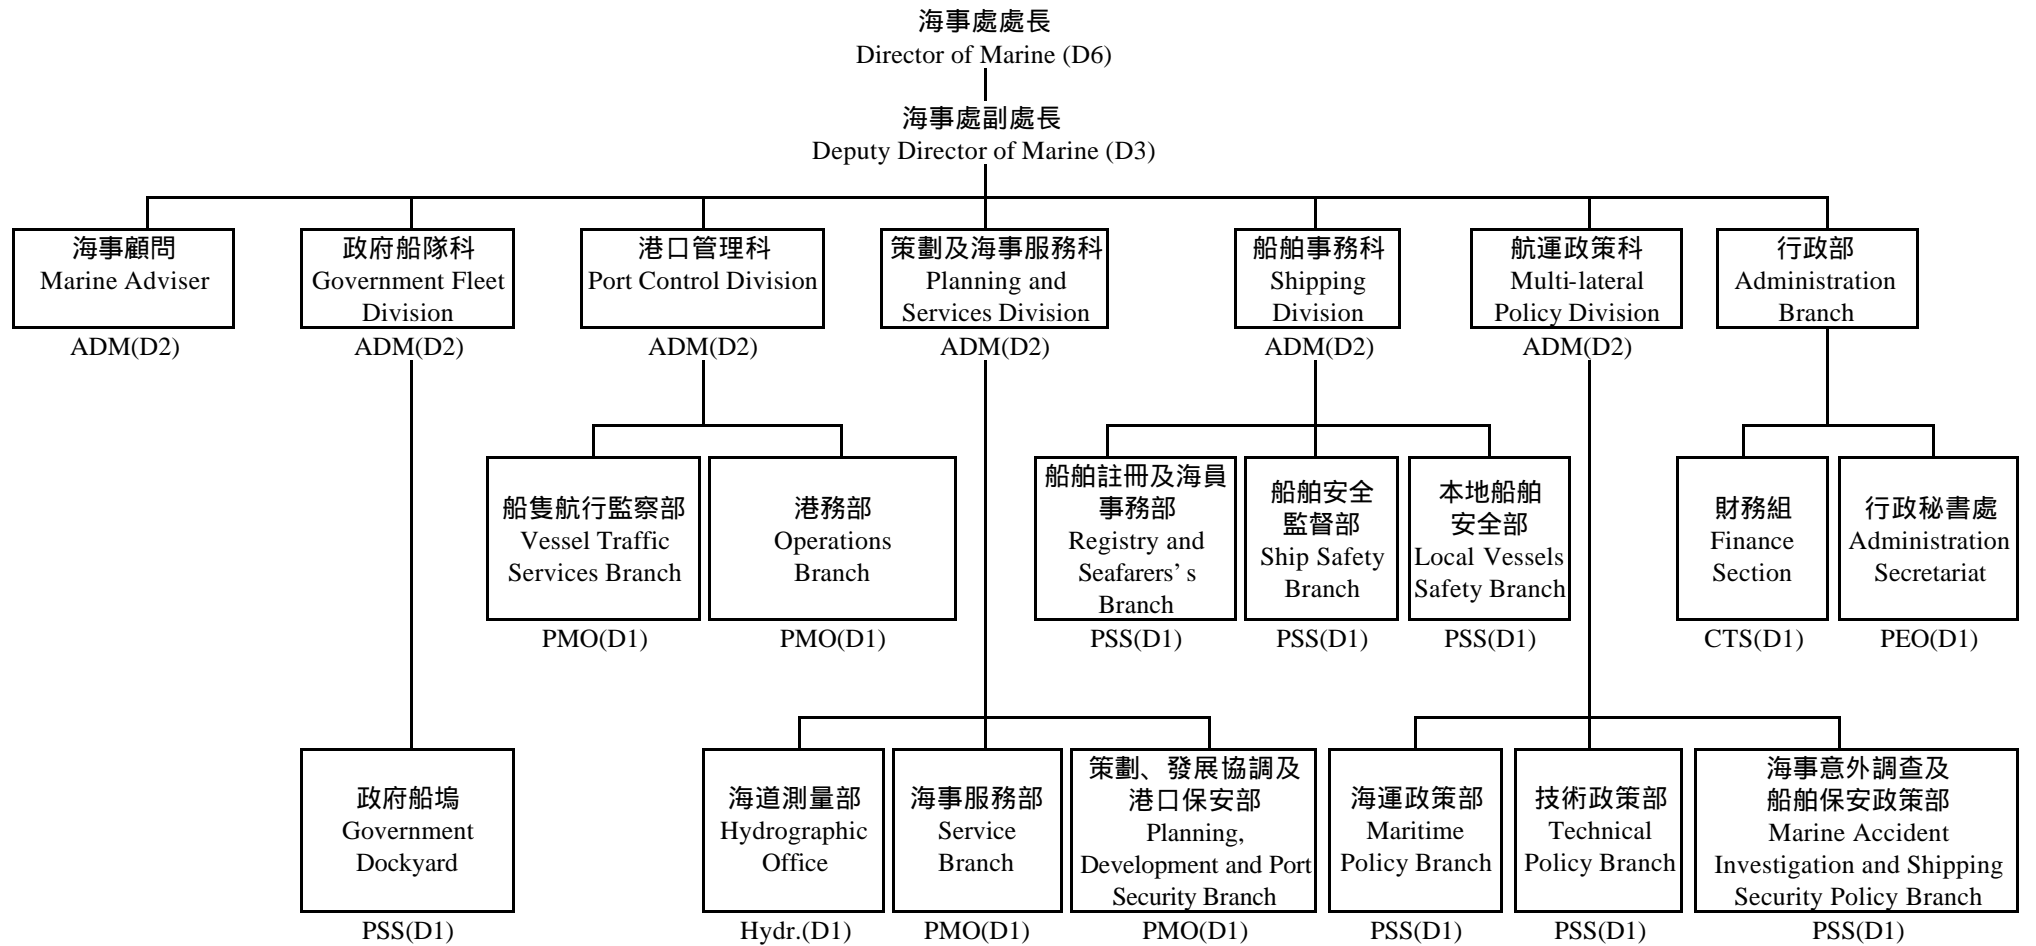 海事處處長
Director of Marine (D6)
海事處副處長
Deputy Director of Marine (D3)
海事顧問
Marine Adviser
ADM(D2)
政府船隊科
Government Fleet
Division
ADM(D2)
港口管理科
Port Control Division
ADM(D2)
策劃及海事服務科
Planning and
Services Division
ADM(D2)
船舶事務科
Shipping
Division
ADM(D2)
航運政策科
Multi-lateral
Policy Division
ADM(D2)
行政部
Administration
Branch
船隻航行監察部
Vessel Traffic
Services Branch
PMO(D1)
港務部
Operations
Branch
PMO(D1)
船舶註冊及海員
事務部
Registry and
Seafarers’ s
Branch
PSS(D1)
船舶安全
監督部
Ship Safety
Branch
PSS(D1)
本地船舶
安全部
Local Vessels
Safety Branch
PSS(D1)
財務組
Finance
Section
CTS(D1)
行政秘書處
Administration
Secretariat
PEO(D1)
政府船塢
Government
Dockyard
PSS(D1)
海道測量部
Hydrographic
Office
Hydr.(D1)
海事服務部
Service
Branch
PMO(D1)
策劃、發展協調及
港口保安部
Planning,
Development and Port
Security Branch
PMO(D1)
海運政策部
Maritime
Policy Branch
PSS(D1)
技術政策部
Technical
Policy Branch
PSS(D1)
海事意外調查及
船舶保安政策部
Marine Accident
Investigation and Shipping
Security Policy Branch
PSS(D1)